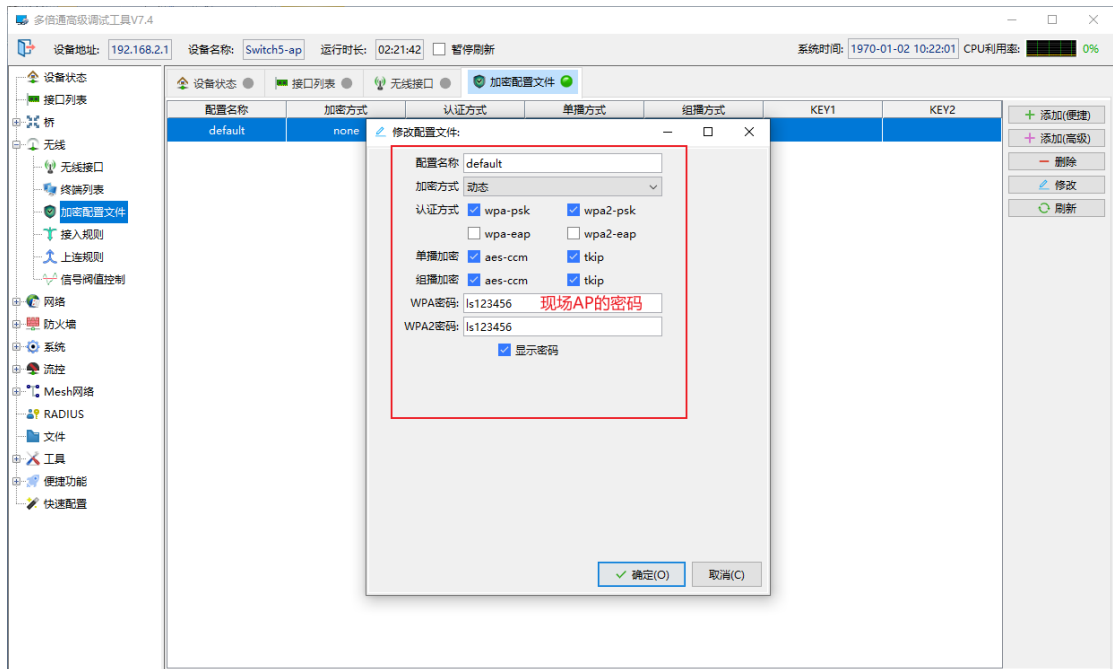 多倍通高级调试工具V7.4
设备地址: 192.168.2.1 设备名称: Switch5-ap 运行时长: 02:21:42 暂停刷新 系统时间: 1970-01-02 10:22:01 CPU利用率: 0%
设备状态
接口列表
桥
无线
无线接口
终端列表
加密配置文件
接入规则
上连规则
信号阀值控制
网络
防火墙
系统
流控
Mesh网络
RADIUS
文件
工具
便捷功能
快速配置
设备状态 接口列表 无线接口 加密配置文件
配置名称 加密方式 认证方式 单播方式 组播方式 KEY1 KEY2
default none
修改配置文件:
配置名称 default
加密方式 动态
认证方式 wpa-psk wpa2-psk
wpa-eap wpa2-eap
单播加密 aes-ccm tkip
组播加密 aes-ccm tkip
WPA密码: ls123456 现场AP的密码
WPA2密码: ls123456
显示密码
确定(O) 取消(C)
添加(便捷)
添加(高级)
删除
修改
刷新